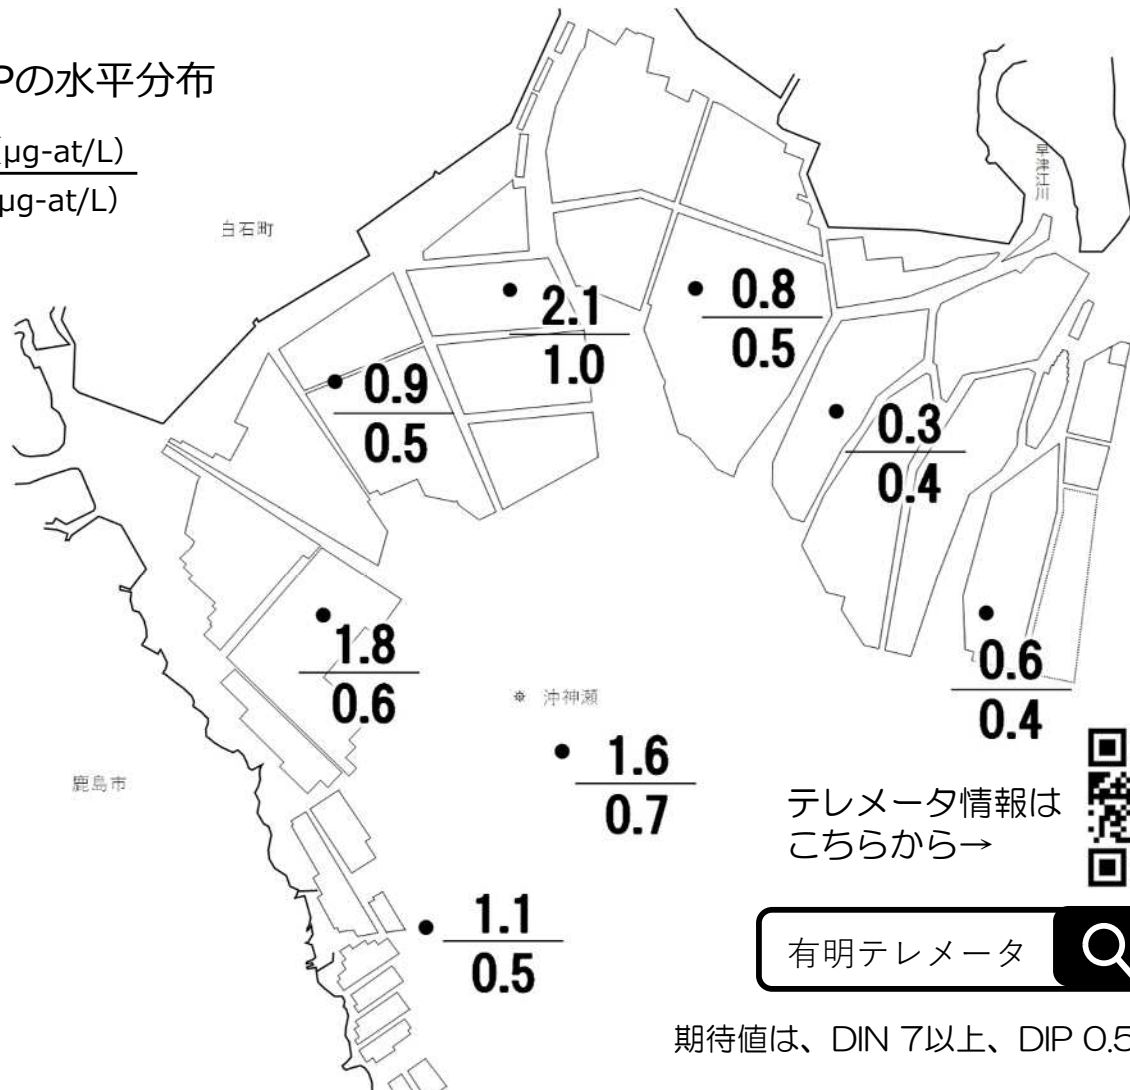 Pの水平分布
(μg-at/L)
μg-at/L)
早津江川
白石町
2.1
1.0
0.8
0.5
0.9
0.5
0.3
0.4
1.8
0.6
0.6
0.4
沖神瀬
1.6
0.7
鹿島市
テレメータ情報は
こちらから→
1.1
0.5
有明テレメータ
期待値は、DIN 7以上、DIP 0.5